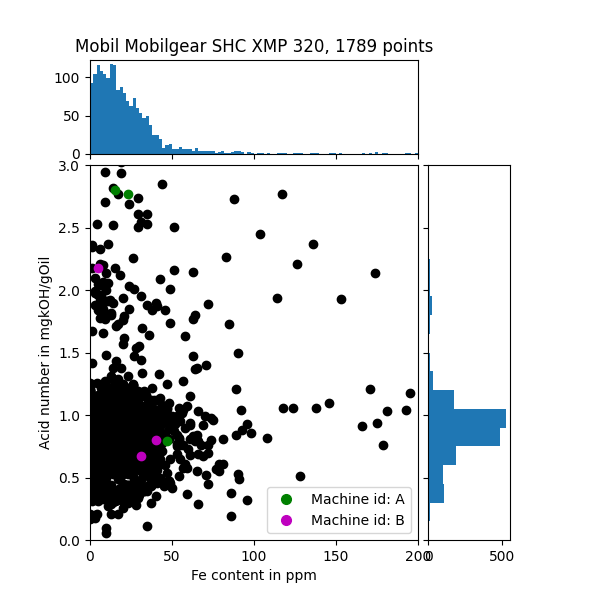 Mobil Mobilgear SHC XMP 320, 1789 points
100
50
0
3.0
2.5
2.0
1.5
1.0
0.5
0.0
Acid number in mgkOH/gOil
Machine id: A
Machine id: B
0 50 100 150 200 0 500
Fe content in ppm